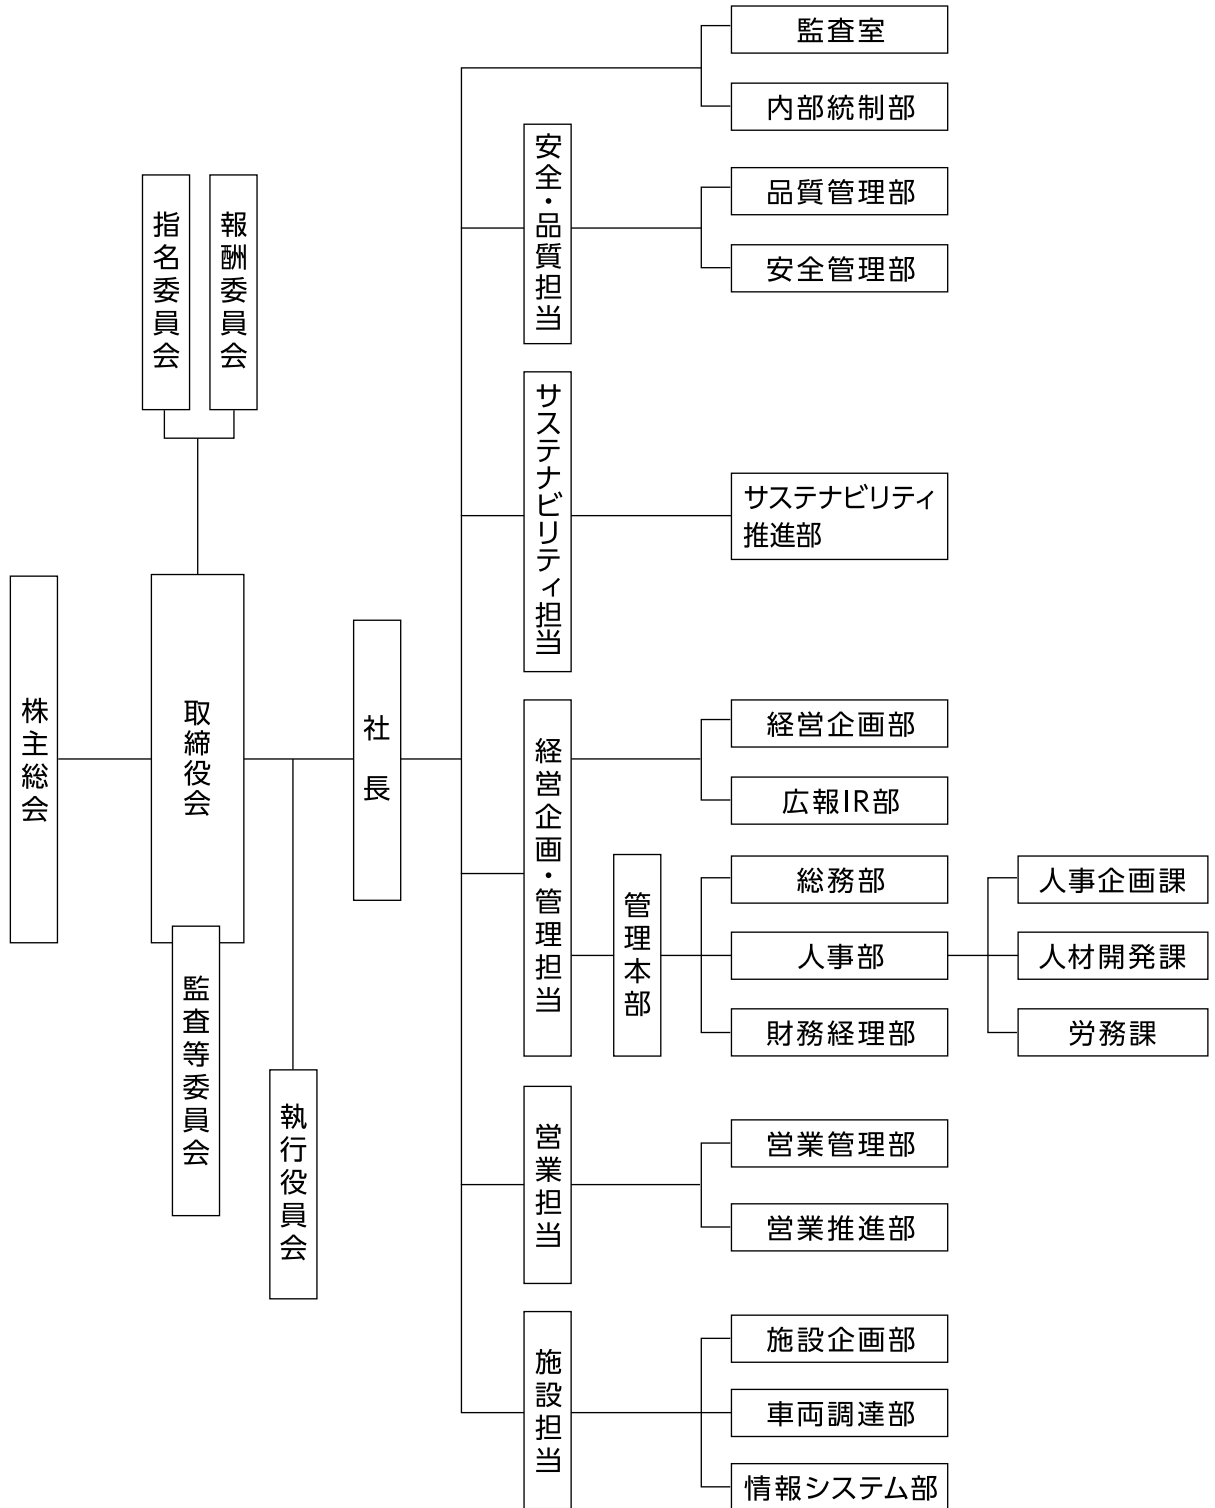 株主総会
指名委員会
報酬委員会
取締役会
監査等委員会
執行役員会
社長
監査室
内部統制部
安全・品質担当
品質管理部
安全管理部
サステナビリティ担当
サステナビリティ
推進部
経営企画・管理担当
経営企画部
広報IR部
管理本部
総務部
人事部
財務経理部
人事企画課
人材開発課
労務課
営業担当
営業管理部
営業推進部
施設担当
施設企画部
車両調達部
情報システム部